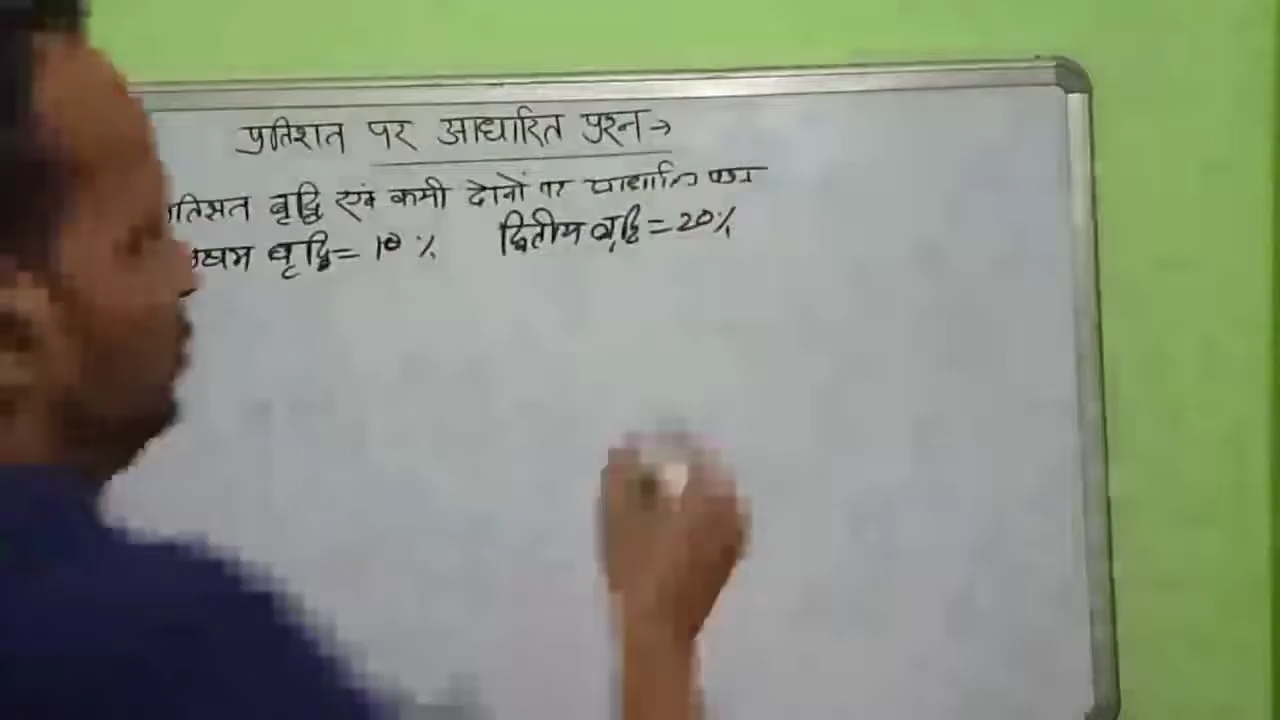 प्रतिशत पर आधारित प्रश्न→
वृद्धि एवं कमी दोनों पर
वृद्धि = 10 % द्वितीय वृद्धि = 20%